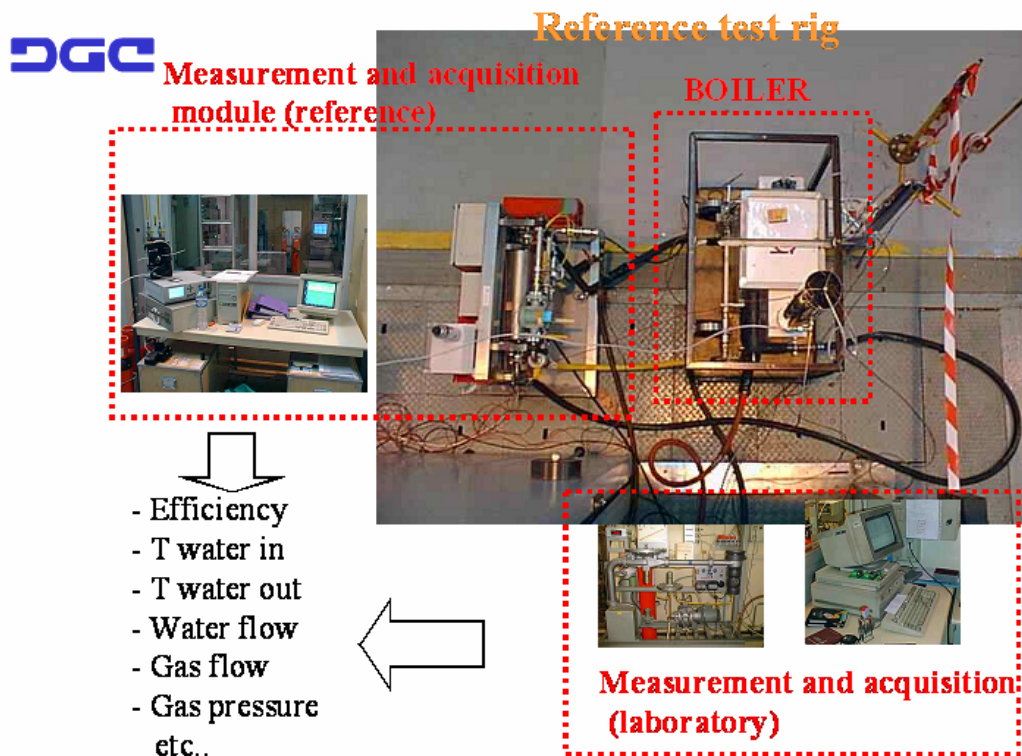 Reference test rig
DGC
Measurement and acquisition
module (reference)
BOILER
- Efficiency
- T water in
- T water out
- Water flow
- Gas flow
- Gas pressure
etc..
Measurement and acquisition
(laboratory)